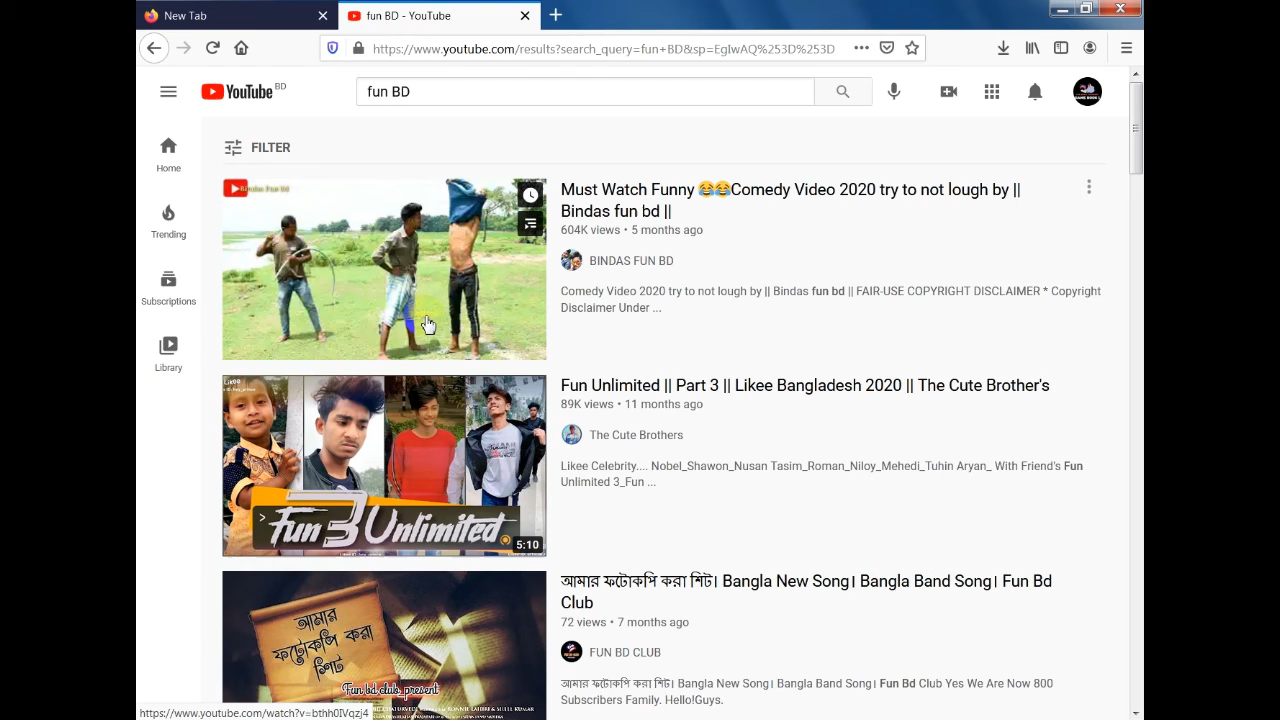 New Tab
fun BD - YouTube
https://www.youtube.com/results?search_query=fun+BD&sp=EgIwAQ%253D%253D
YouTube BD
fun BD
FILTER
Home
Trending
Subscriptions
Library
Bindas Fun BD
Must Watch Funny 😂😂Comedy Video 2020 try to not lough by ||
Bindas fun bd ||
604K views • 5 months ago
BINDAS FUN BD
Comedy Video 2020 try to not lough by || Bindas fun bd || FAIR-USE COPYRIGHT DISCLAIMER * Copyright
Disclaimer Under ...
Likee
Fun 3 Unlimited
5:10
Fun Unlimited || Part 3 || Likee Bangladesh 2020 || The Cute Brother's
89K views • 11 months ago
The Cute Brothers
Likee Celebrity.... Nobel_Shawon_Nusan Tasim_Roman_Niloy_Mehedi_Tuhin Aryan_ With Friend's Fun
Unlimited 3_Fun ...
আমার
ফটোকপি করা
শিট
Fun bd club present
আমার ফটোকপি করা শিট। Bangla New Song। Bangla Band Song। Fun Bd
Club
72 views • 7 months ago
FUN BD CLUB
আমার ফটোকপি করা শিট। Bangla New Song। Bangla Band Song। Fun Bd Club Yes We Are Now 800
Subscribers Family. Hello!Guys.
https://www.youtube.com/watch?v=bthh0IVqzj4